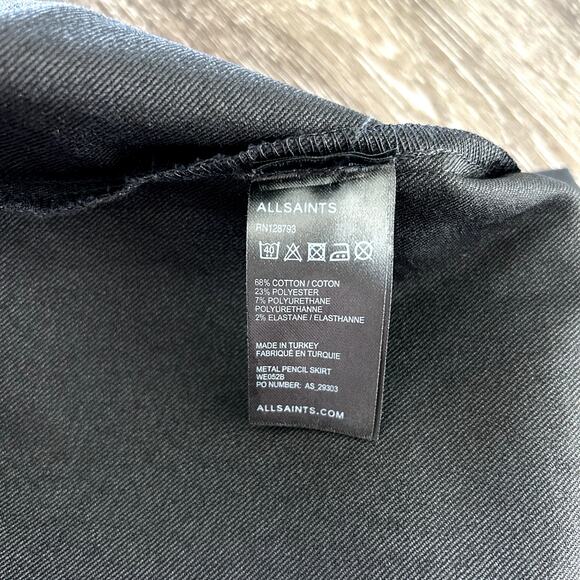 ALLSAINTS
RN128793
40
68% COTTON / COTON
23% POLYESTER
7% POLYURETHANE
POLYURETHANNE
2% ELASTANE / ELASTHANNE
MADE IN TURKEY
FABRIQUÉ EN TURQUIE
METAL PENCIL SKIRT
WE052B
PO NUMBER: AS_29303
ALLSAINTS.COM